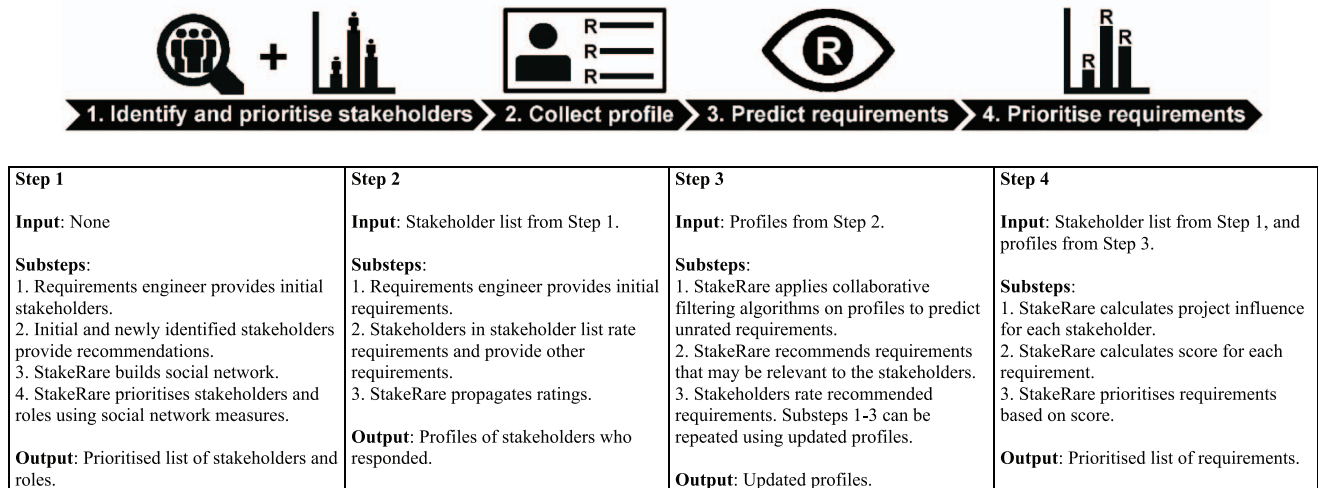 R
R
R
R
R
R
R
1. Identify and prioritise stakeholders
2. Collect profile
3. Predict requirements
4. Prioritise requirements
Step 1
Input: None
Substeps:
1. Requirements engineer provides initial
stakeholders.
2. Initial and newly identified stakeholders
provide recommendations.
3. StakeRare builds social network.
4. StakeRare prioritises stakeholders and
roles using social network measures.
Output: Prioritised list of stakeholders and
roles.
Step 2
Input: Stakeholder list from Step 1.
Substeps:
1. Requirements engineer provides initial
requirements.
2. Stakeholders in stakeholder list rate
requirements and provide other
requirements.
3. StakeRare propagates ratings.
Output: Profiles of stakeholders who
responded.
Step 3
Input: Profiles from Step 2.
Substeps:
1. StakeRare applies collaborative
filtering algorithms on profiles to predict
unrated requirements.
2. StakeRare recommends requirements
that may be relevant to the stakeholders.
3. Stakeholders rate recommended
requirements. Substeps 1-3 can be
repeated using updated profiles.
Output: Updated profiles.
Step 4
Input: Stakeholder list from Step 1, and
profiles from Step 3.
Substeps:
1. StakeRare calculates project influence
for each stakeholder.
2. StakeRare calculates score for each
requirement.
3. StakeRare prioritises requirements
based on score.
Output: Prioritised list of requirements.